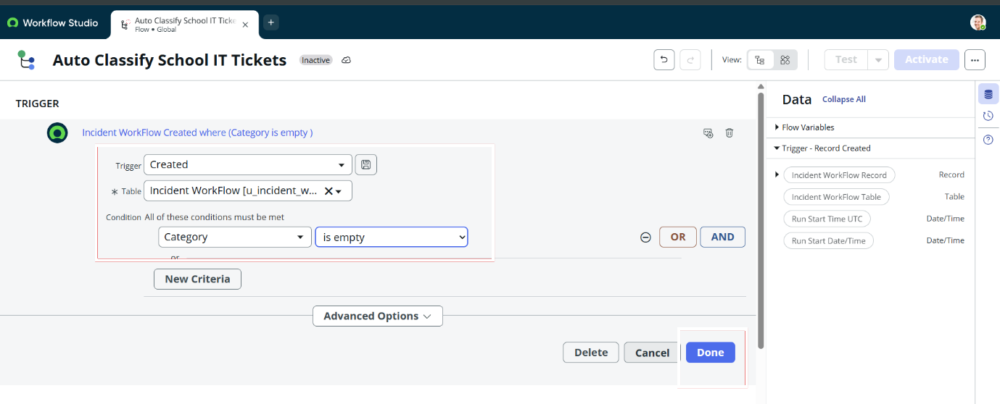 Workflow Studio
Auto Classify School IT Ticke
Flow • Global
Auto Classify School IT Tickets
Inactive
View:
Test
Activate
TRIGGER
Incident WorkFlow Created where (Category is empty )
Trigger
Created
* Table
Incident WorkFlow [u_incident_w...
Condition All of these conditions must be met
Category
is empty
OR
AND
or
New Criteria
Advanced Options
Delete
Cancel
Done
Data
Collapse All
Flow Variables
Trigger - Record Created
Incident WorkFlow Record
Record
Incident WorkFlow Table
Table
Run Start Time UTC
Date/Time
Run Start Date/Time
Date/Time